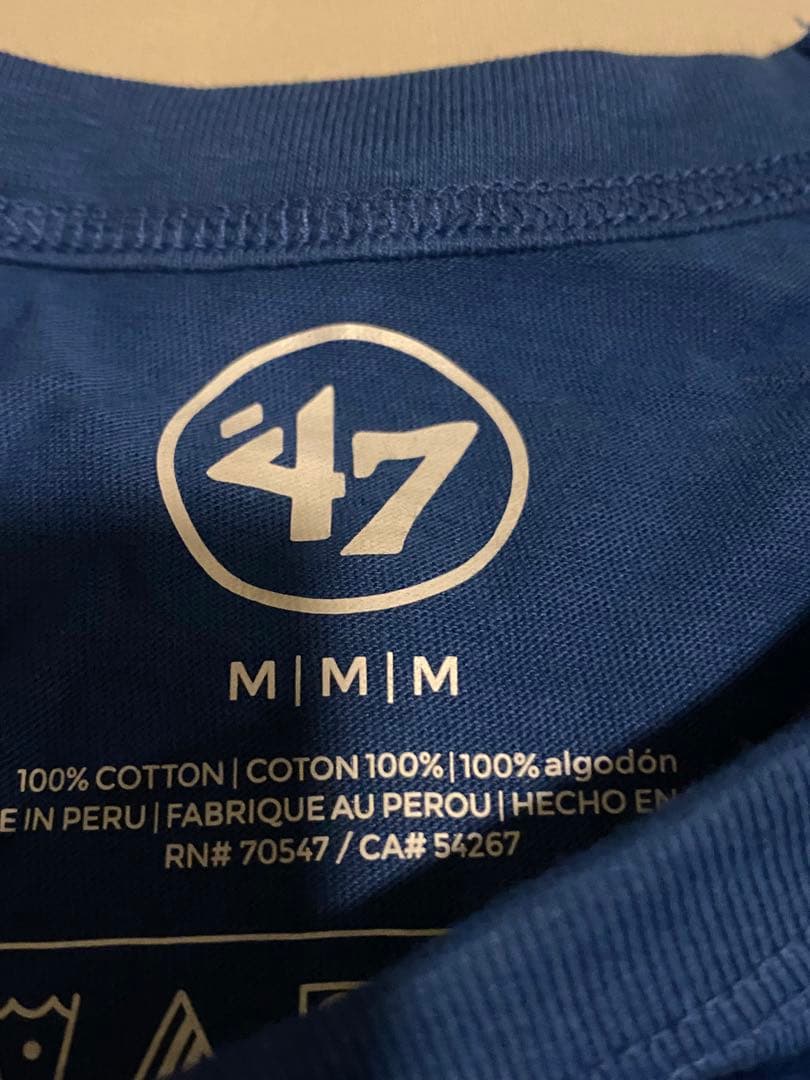 '47
M | M | M
100% COTTON | COTON 100% | 100% algodón
E IN PERU | FABRIQUE AU PEROU | HECHO EN
RN# 70547 / CA# 54267